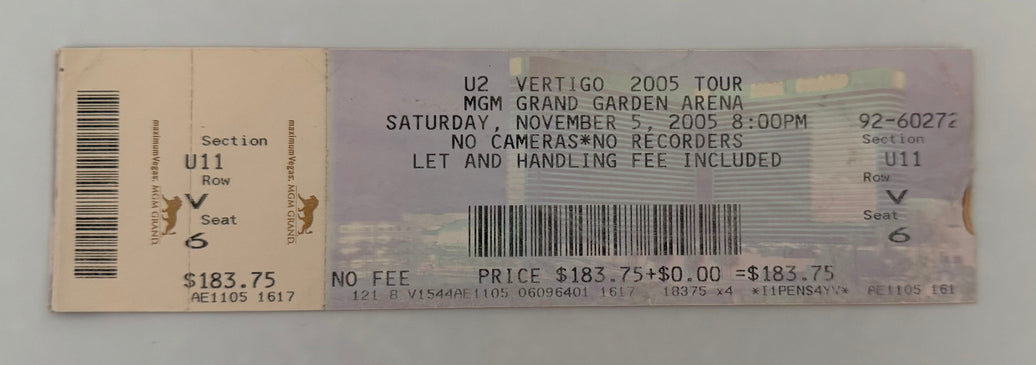 maximumVegas. MGM GRAND.
Section
U11
Row
V
Seat
6
$183.75
AE1105 1617
maximumVegas. MGM GRAND.
U2 VERTIGO 2005 TOUR
MGM GRAND GARDEN ARENA
SATURDAY, NOVEMBER 5, 2005 8:00PM
NO CAMERAS*NO RECORDERS
LET AND HANDLING FEE INCLUDED
NO FEE PRICE $183.75+$0.00 =$183.75
121 8 V1544AE1105 06096401 1617 18375 x4 *I1PENS4YV* AE1105 161
92-60272
Section
U11
Row
V
Seat
6